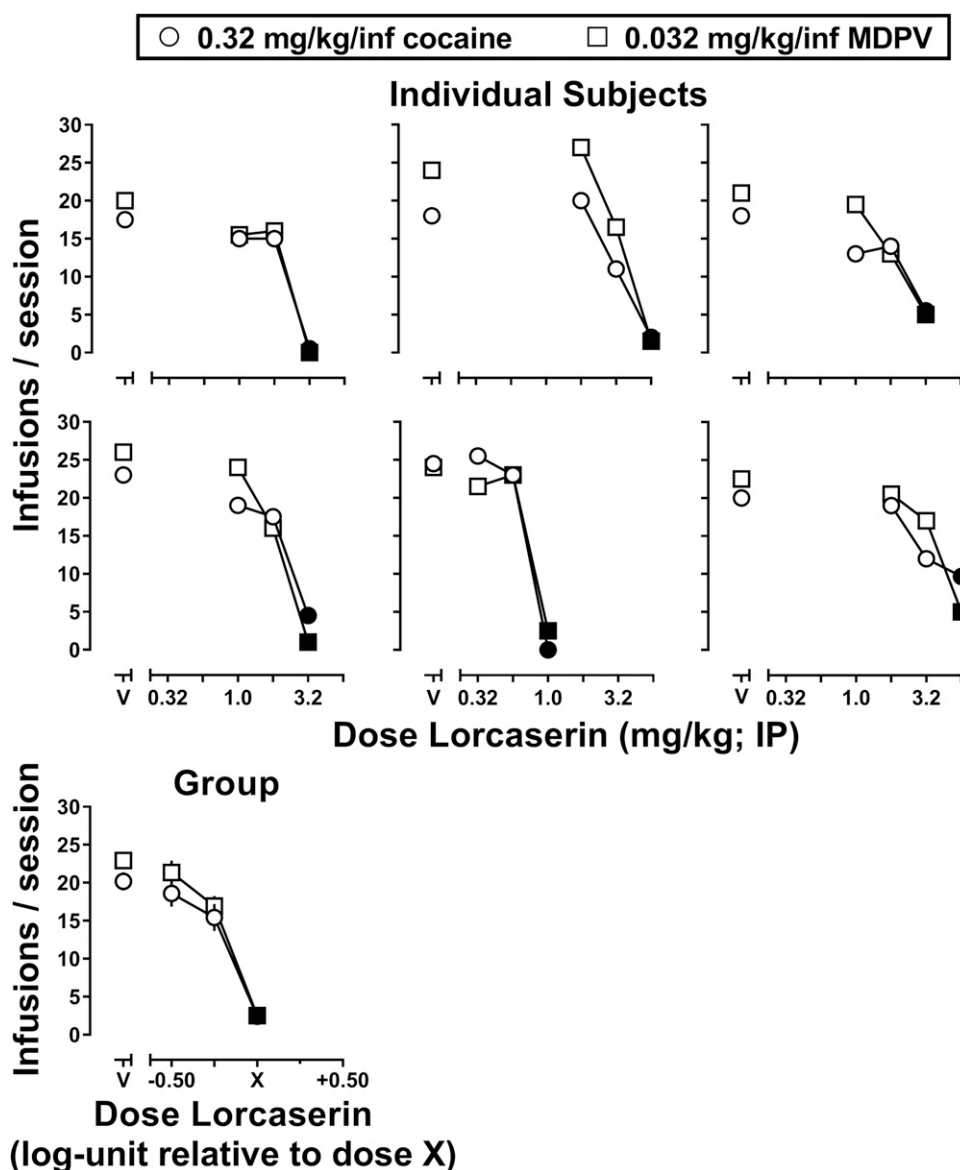 0.32 mg/kg/inf cocaine 0.032 mg/kg/inf MDPV
Individual Subjects
Infusions / session
30
25
20
15
10
5
0
30
25
20
15
10
5
0
V 0.32 1.0 3.2 V 0.32 1.0 3.2 V 0.32 1.0 3.2
Dose Lorcaserin (mg/kg; IP)
Group
Infusions / session
30
25
20
15
10
5
0
V -0.50 X +0.50
Dose Lorcaserin
(log-unit relative to dose X)